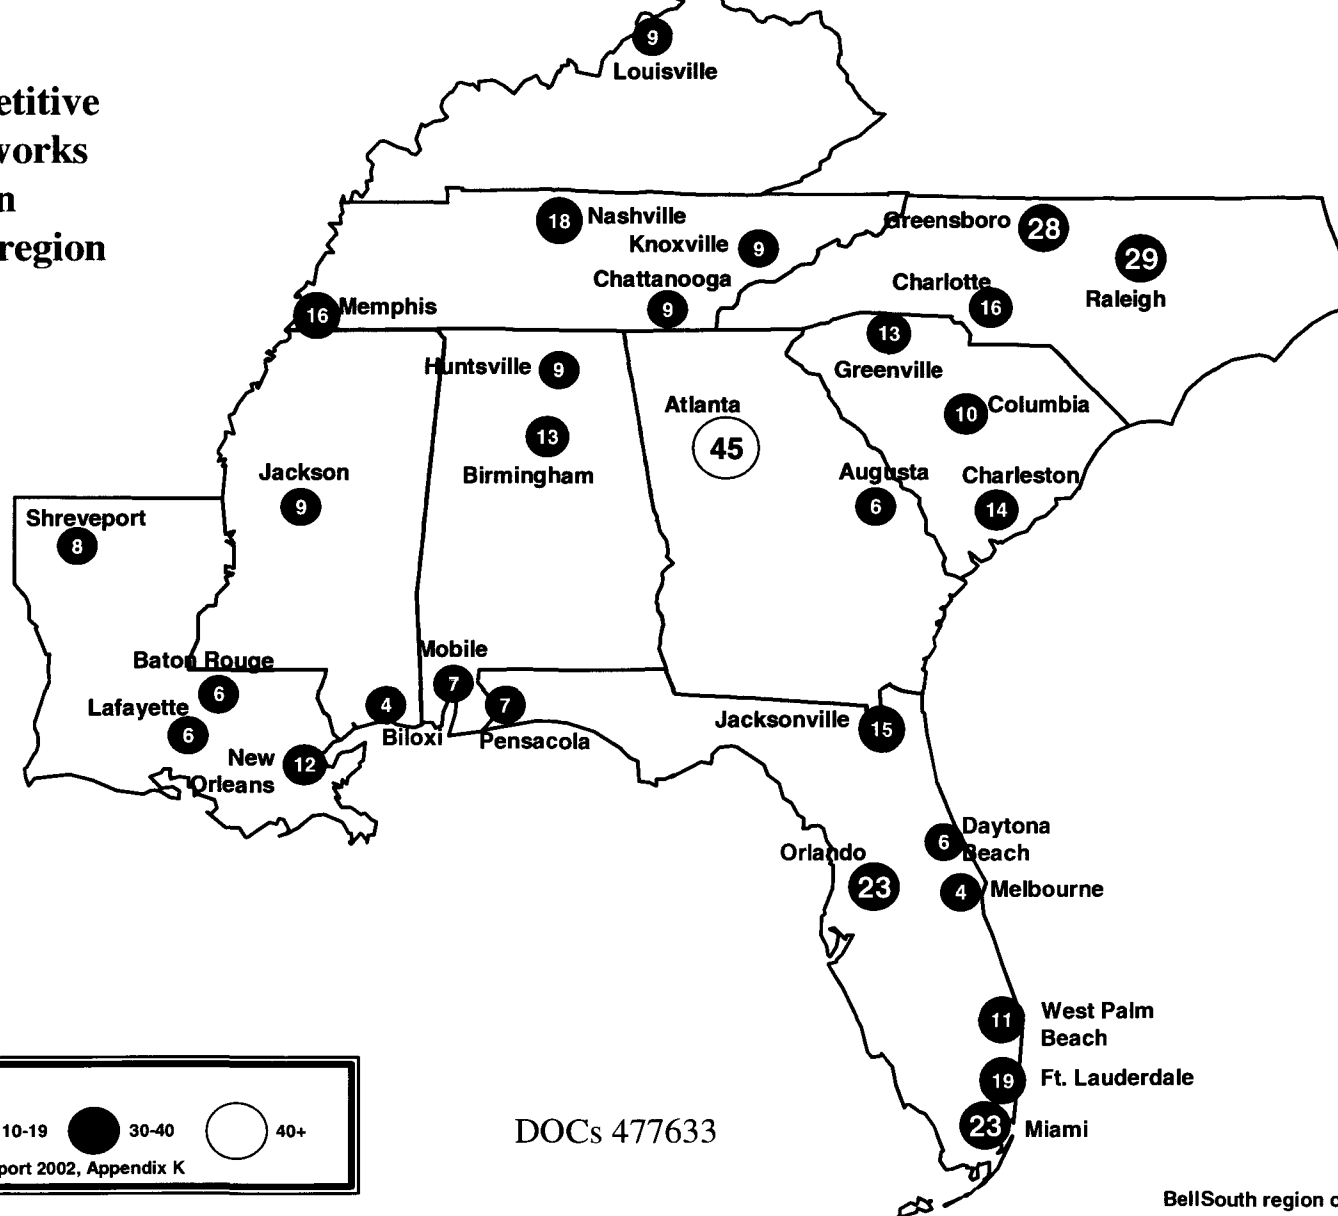 etitive
works
n
region
9
Louisville
18
Nashville
Knoxville
9
Chattanooga
9
16
Memphis
Greensboro
28
29
Raleigh
Charlotte
16
13
Greenville
Huntsville
9
Atlanta
45
10
Columbia
13
Birmingham
Jackson
9
Augusta
6
Charleston
14
Shreveport
8
Mobile
7
Baton Rouge
6
Lafayette
6
4
Biloxi
7
Pensacola
Jacksonville
15
New
Orleans
12
Daytona
Beach
6
Orlando
23
4
Melbourne
11
West Palm
Beach
19
Ft. Lauderdale
23
Miami
10-19
30-40
40+
port 2002, Appendix K
DOCs 477633
BellSouth region